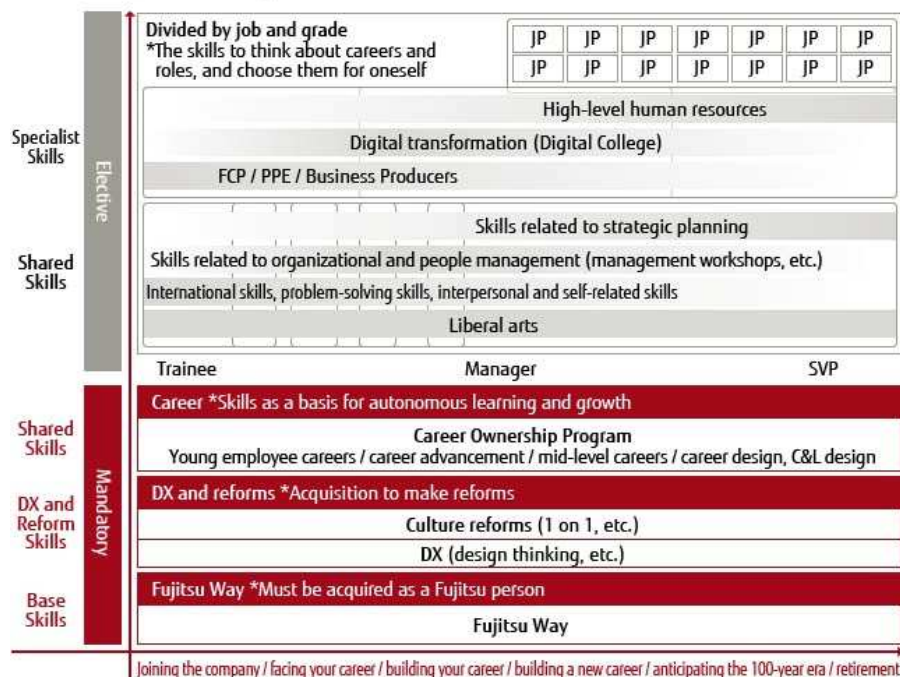 Divided by job and grade
*The skills to think about careers and
roles, and choose them for oneself
JP JP JP JP JP JP JP
JP JP JP JP JP JP JP
Specialist
Skills
Elective
High-level human resources
Digital transformation (Digital College)
FCP / PPE / Business Producers
Shared
Skills
Skills related to strategic planning
Skills related to organizational and people management (management workshops, etc.)
International skills, problem-solving skills, interpersonal and self-related skills
Liberal arts
Trainee Manager SVP
Shared
Skills
Mandatory
Career *Skills as a basis for autonomous learning and growth
Career Ownership Program
Young employee careers / career advancement / mid-level careers / career design, C&L design
DX and
Reform
Skills
DX and reforms *Acquisition to make reforms
Culture reforms (1 on 1, etc.)
DX (design thinking, etc.)
Base
Skills
Fujitsu Way *Must be acquired as a Fujitsu person
Fujitsu Way
Joining the company / facing your career / building your career / building a new career / anticipating the 100-year era / retirement